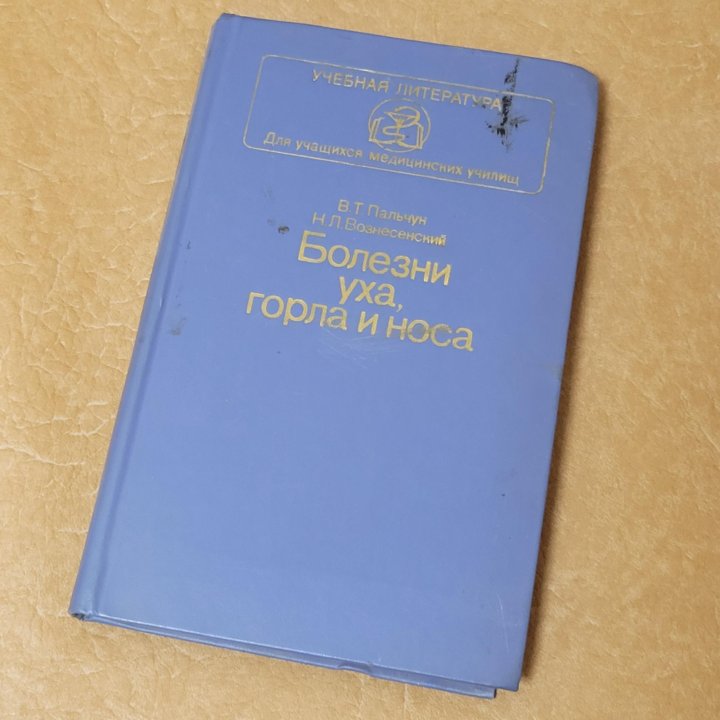 УЧЕБНАЯ ЛИТЕРАТУРА
Для учащихся медицинских училищ
В.Т. Пальчун
Н.Л. Вознесенский
Болезни
уха,
горла и носа